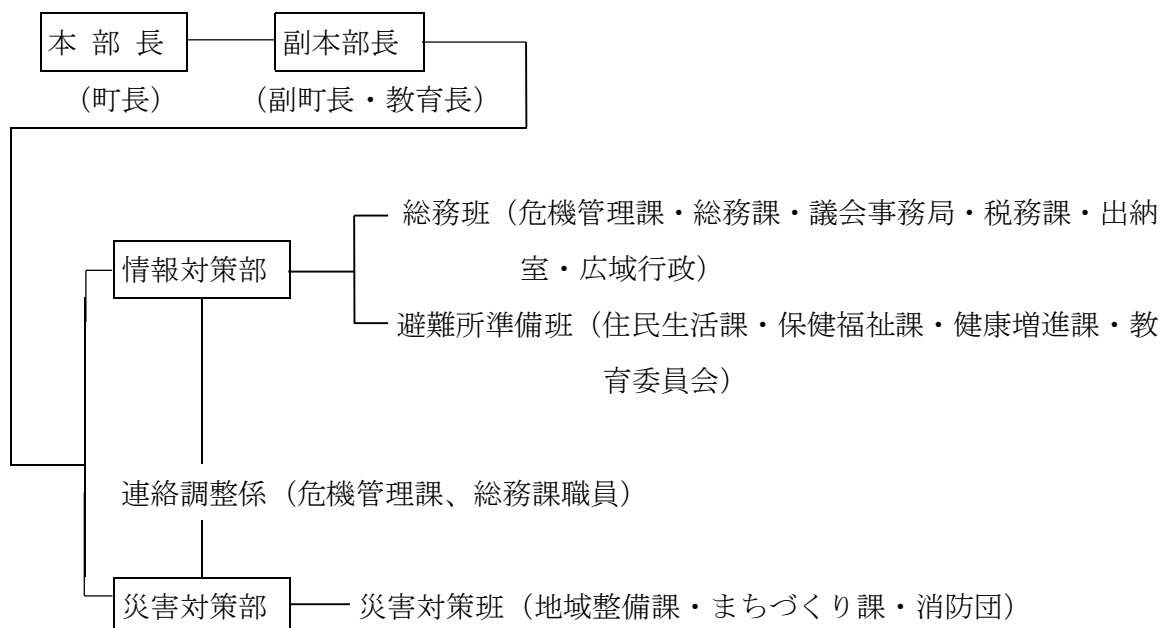 本 部 長 副本部長
（町長） （副町長・教育長）
総務班（危機管理課・総務課・議会事務局・税務課・出納
室・広域行政）
情報対策部
避難所準備班（住民生活課・保健福祉課・健康増進課・教
育委員会）
連絡調整係（危機管理課、総務課職員）
災害対策部 災害対策班（地域整備課・まちづくり課・消防団）